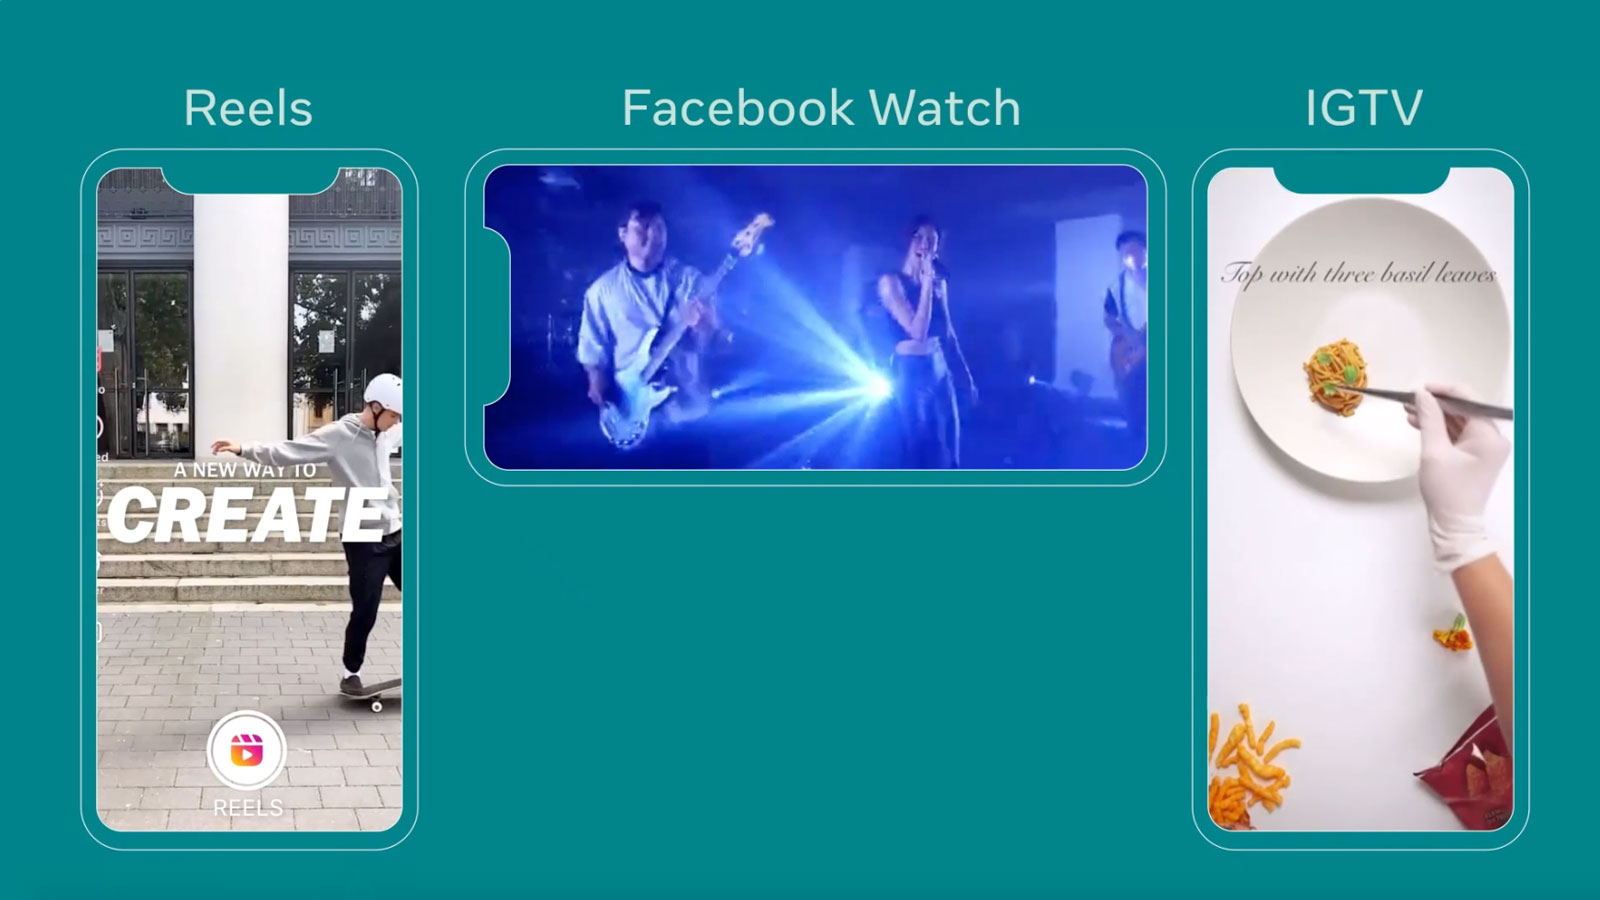 Reels
Facebook Watch
IGTV
A NEW WAY TO
CREATE
REELS
Top with three basil leaves